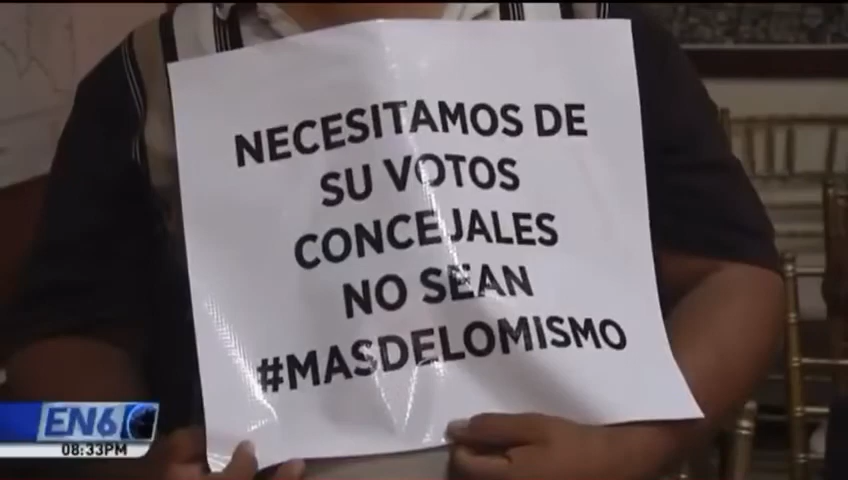 NECESITAMOS DE
SU VOTOS
CONCEJALES
NO SEAN
#MASDELOMISMO
EN6
08:33PM